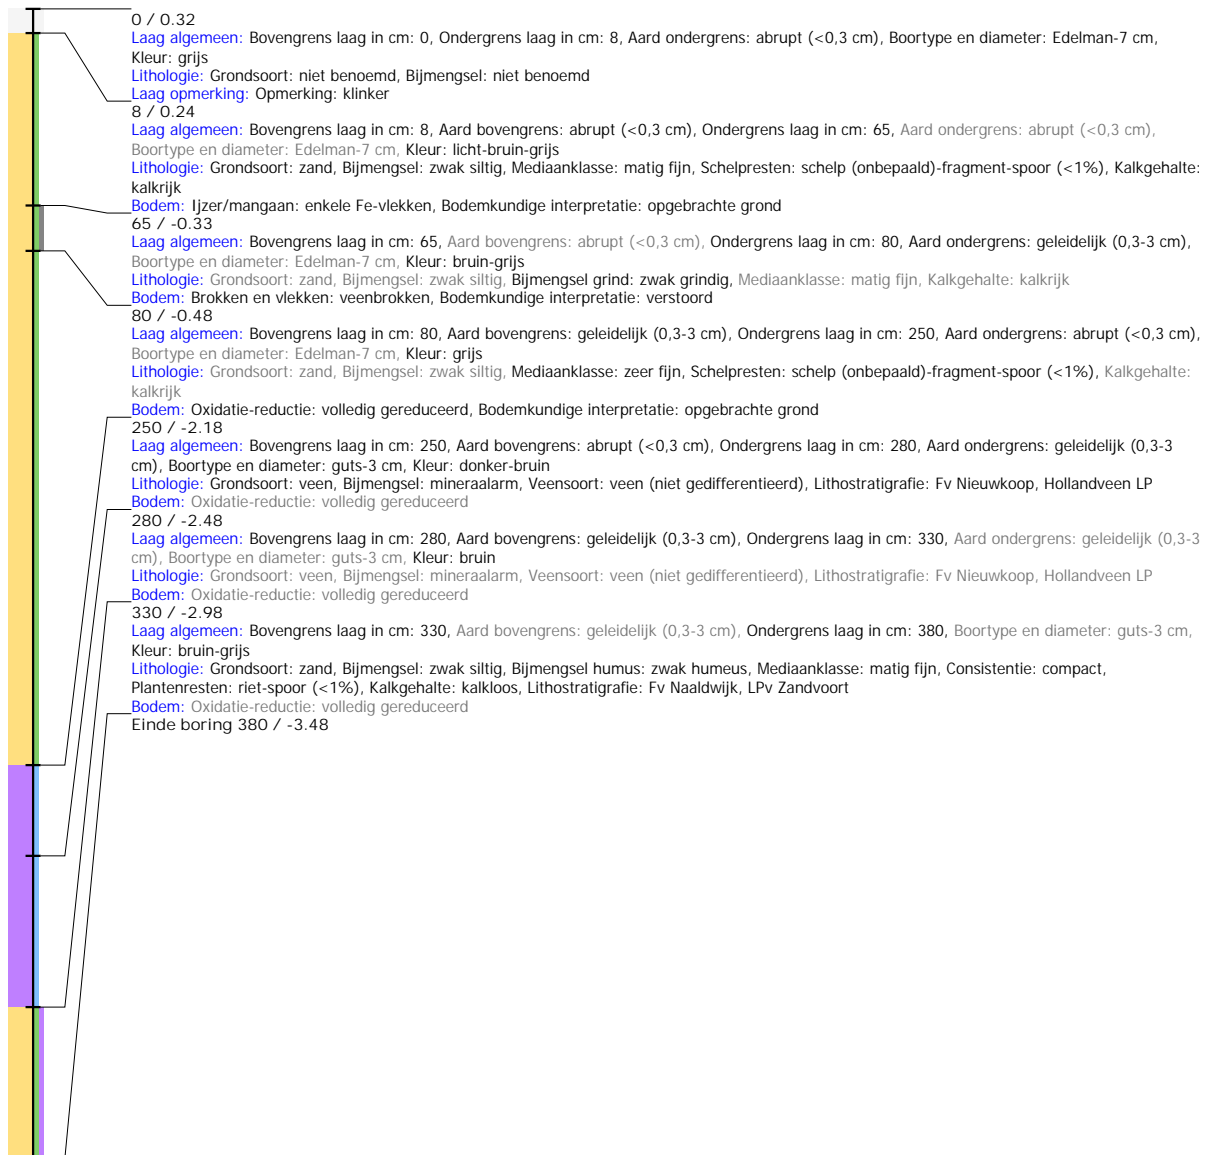 0 / 0.32
Laag algemeen: Bovengrens laag in cm: 0, Ondergrens laag in cm: 8, Aard ondergrens: abrupt (<0,3 cm), Boortype en diameter: Edelman-7 cm,
Kleur: grijs
Lithologie: Grondsoort: niet benoemd, Bijmengsel: niet benoemd
Laag opmerking: Opmerking: klinker
8 / 0.24
Laag algemeen: Bovengrens laag in cm: 8, Aard bovengrens: abrupt (<0,3 cm), Ondergrens laag in cm: 65, Aard ondergrens: abrupt (<0,3 cm),
Boortype en diameter: Edelman-7 cm, Kleur: licht-bruin-grijs
Lithologie: Grondsoort: zand, Bijmengsel: zwak siltig, Mediaanklasse: matig fijn, Schelpresten: schelp (onbepaald)-fragment-spoor (<1%), Kalkgehalte:
kalkrijk
Bodem: Ijzer/mangaan: enkele Fe-vlekken, Bodemkundige interpretatie: opgebrachte grond
65 / -0.33
Laag algemeen: Bovengrens laag in cm: 65, Aard bovengrens: abrupt (<0,3 cm), Ondergrens laag in cm: 80, Aard ondergrens: geleidelijk (0,3-3 cm),
Boortype en diameter: Edelman-7 cm, Kleur: bruin-grijs
Lithologie: Grondsoort: zand, Bijmengsel: zwak siltig, Bijmengsel grind: zwak grindig, Mediaanklasse: matig fijn, Kalkgehalte: kalkrijk
Bodem: Brokken en vlekken: veenbrokken, Bodemkundige interpretatie: verstoord
80 / -0.48
Laag algemeen: Bovengrens laag in cm: 80, Aard bovengrens: geleidelijk (0,3-3 cm), Ondergrens laag in cm: 250, Aard ondergrens: abrupt (<0,3 cm),
Boortype en diameter: Edelman-7 cm, Kleur: grijs
Lithologie: Grondsoort: zand, Bijmengsel: zwak siltig, Mediaanklasse: zeer fijn, Schelpresten: schelp (onbepaald)-fragment-spoor (<1%), Kalkgehalte:
kalkrijk
Bodem: Oxidatie-reductie: volledig gereduceerd, Bodemkundige interpretatie: opgebrachte grond
250 / -2.18
Laag algemeen: Bovengrens laag in cm: 250, Aard bovengrens: abrupt (<0,3 cm), Ondergrens laag in cm: 280, Aard ondergrens: geleidelijk (0,3-3
cm), Boortype en diameter: guts-3 cm, Kleur: donker-bruin
Lithologie: Grondsoort: veen, Bijmengsel: mineraalarm, Veensoort: veen (niet gedifferentieerd), Lithostratigrafie: Fv Nieuwkoop, Hollandveen LP
Bodem: Oxidatie-reductie: volledig gereduceerd
280 / -2.48
Laag algemeen: Bovengrens laag in cm: 280, Aard bovengrens: geleidelijk (0,3-3 cm), Ondergrens laag in cm: 330, Aard ondergrens: geleidelijk (0,3-3
cm), Boortype en diameter: guts-3 cm, Kleur: bruin
Lithologie: Grondsoort: veen, Bijmengsel: mineraalarm, Veensoort: veen (niet gedifferentieerd), Lithostratigrafie: Fv Nieuwkoop, Hollandveen LP
Bodem: Oxidatie-reductie: volledig gereduceerd
330 / -2.98
Laag algemeen: Bovengrens laag in cm: 330, Aard bovengrens: geleidelijk (0,3-3 cm), Ondergrens laag in cm: 380, Boortype en diameter: guts-3 cm,
Kleur: bruin-grijs
Lithologie: Grondsoort: zand, Bijmengsel: zwak siltig, Bijmengsel humus: zwak humeus, Mediaanklasse: matig fijn, Consistentie: compact,
Plantenresten: riet-spoor (<1%), Kalkgehalte: kalkloos, Lithostratigrafie: Fv Naaldwijk, LPv Zandvoort
Bodem: Oxidatie-reductie: volledig gereduceerd
Einde boring 380 / -3.48